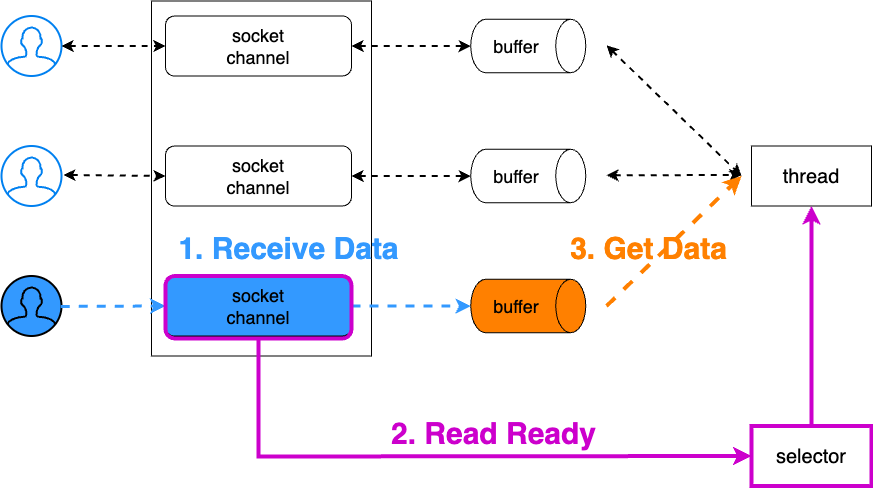 socket
channel
buffer
socket
channel
buffer
thread
1. Receive Data
3. Get Data
socket
channel
buffer
2. Read Ready
selector